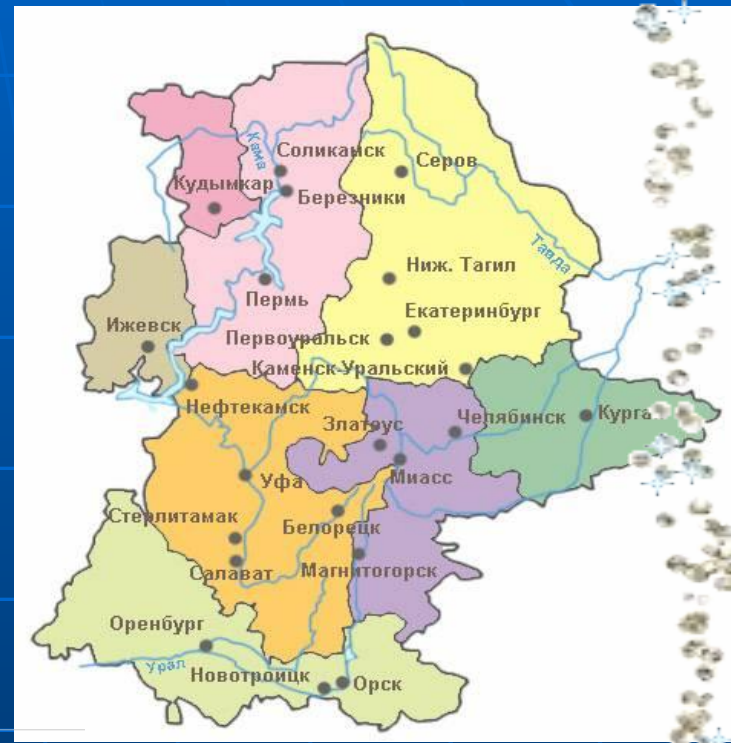 Кама
Соликамск
Серов
Кудымкар
Березники
Тавда
Ниж. Тагил
Пермь
Екатеринбург
Ижевск
Первоуральск
Каменск-Уральский
Нефтекамск
Златоус
Челябинск
Курга
Миасс
Уфа
Стерлитамак
Белорецк
Салават
Магнитогорск
Оренбург
Урал
Новотроицк
Орск